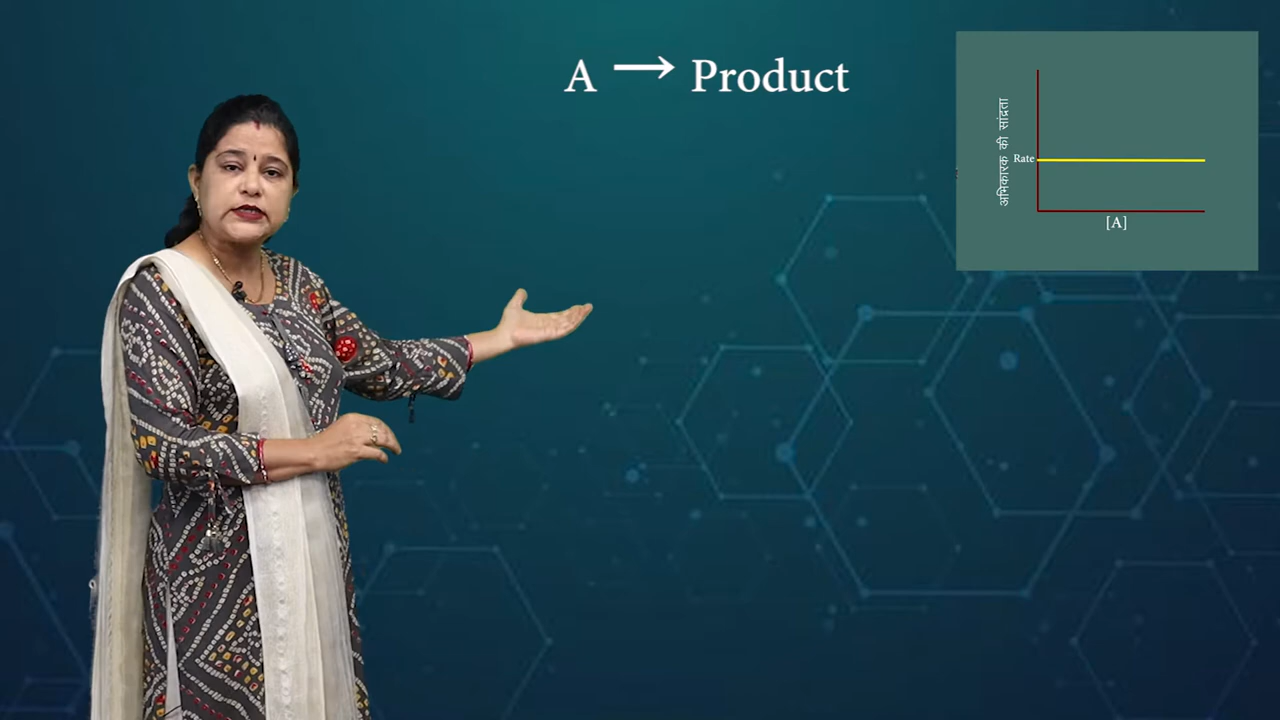 A → Product
अभिकारक की सांद्रता
Rate
[A]